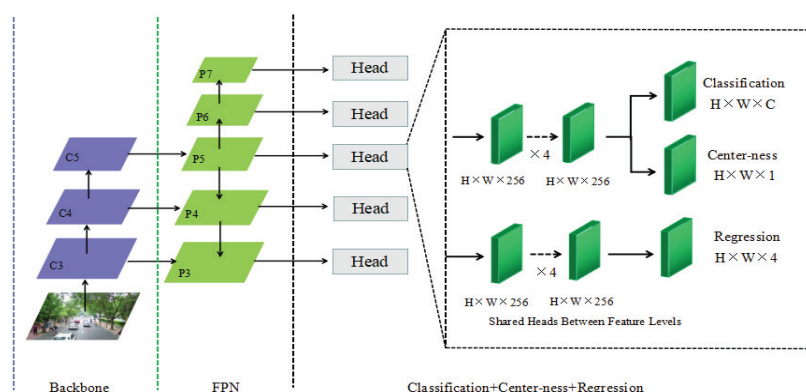 P7
Head
P6
Head
C5
P5
Head
C4
P4
Head
C3
P3
Head
Classification
H×W×C
×4
H×W×256
H×W×256
Center-ness
H×W×1
Regression
H×W×4
×4
H×W×256
H×W×256
Shared Heads Between Feature Levels
Backbone
FPN
Classification+Center-ness+Regression